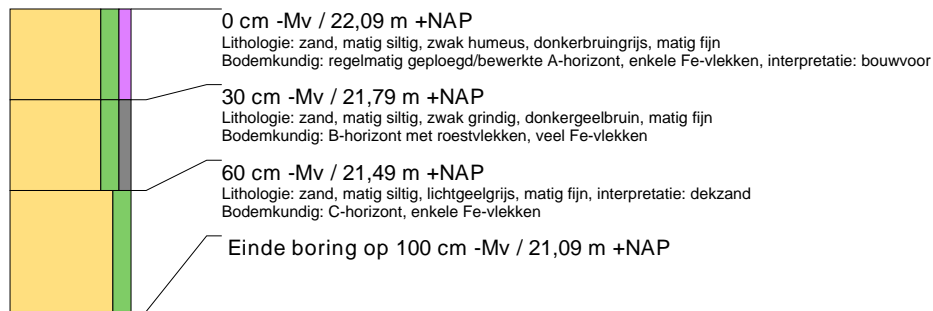 0 cm -Mv / 22,09 m +NAP
Lithologie: zand, matig siltig, zwak humeus, donkerbruingrijs, matig fijn
Bodemkundig: regelmatig geploegd/bewerkte A-horizont, enkele Fe-vlekken, interpretatie: bouwvoor
30 cm -Mv / 21,79 m +NAP
Lithologie: zand, matig siltig, zwak grindig, donkergeelbruin, matig fijn
Bodemkundig: B-horizont met roestvlekken, veel Fe-vlekken
60 cm -Mv / 21,49 m +NAP
Lithologie: zand, matig siltig, lichtgeelgrijs, matig fijn, interpretatie: dekzand
Bodemkundig: C-horizont, enkele Fe-vlekken
Einde boring op 100 cm -Mv / 21,09 m +NAP